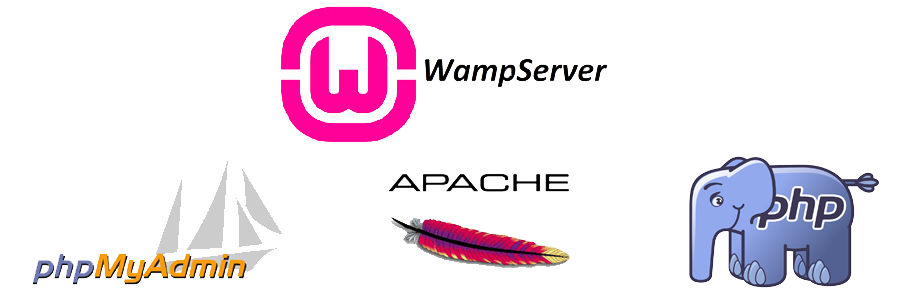 W
WampServer
APACHE
php
phpMyAdmin